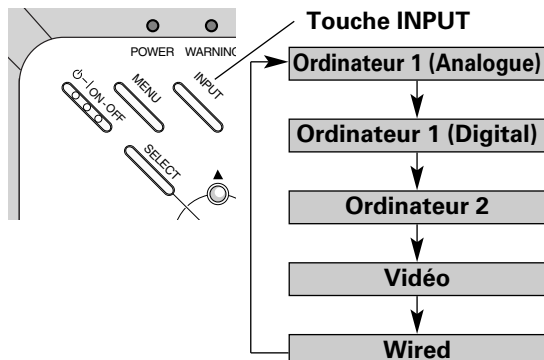 Touche INPUT
POWER WARNING
ON-OFF
MENU
INPUT
SELECT
Ordinateur 1 (Analogue)
Ordinateur 1 (Digital)
Ordinateur 2
Vidéo
Wired